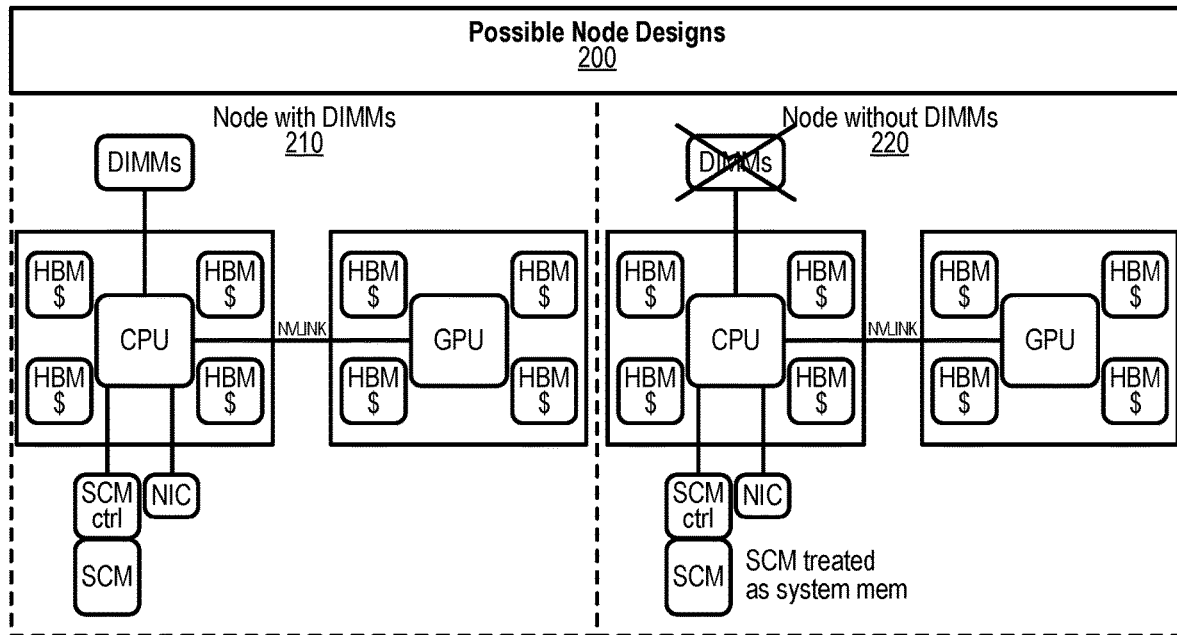 Possible Node Designs
200
Node with DIMMs
210
DIMMs
HBM
$
HBM
$
CPU
HBM
$
HBM
$
NVLINK
HBM
$
HBM
$
GPU
HBM
$
HBM
$
SCM
ctrl
NIC
SCM
Node without DIMMs
220
DIMMs
HBM
$
HBM
$
CPU
HBM
$
HBM
$
NVLINK
HBM
$
HBM
$
GPU
HBM
$
HBM
$
SCM
ctrl
NIC
SCM
SCM treated
as system mem